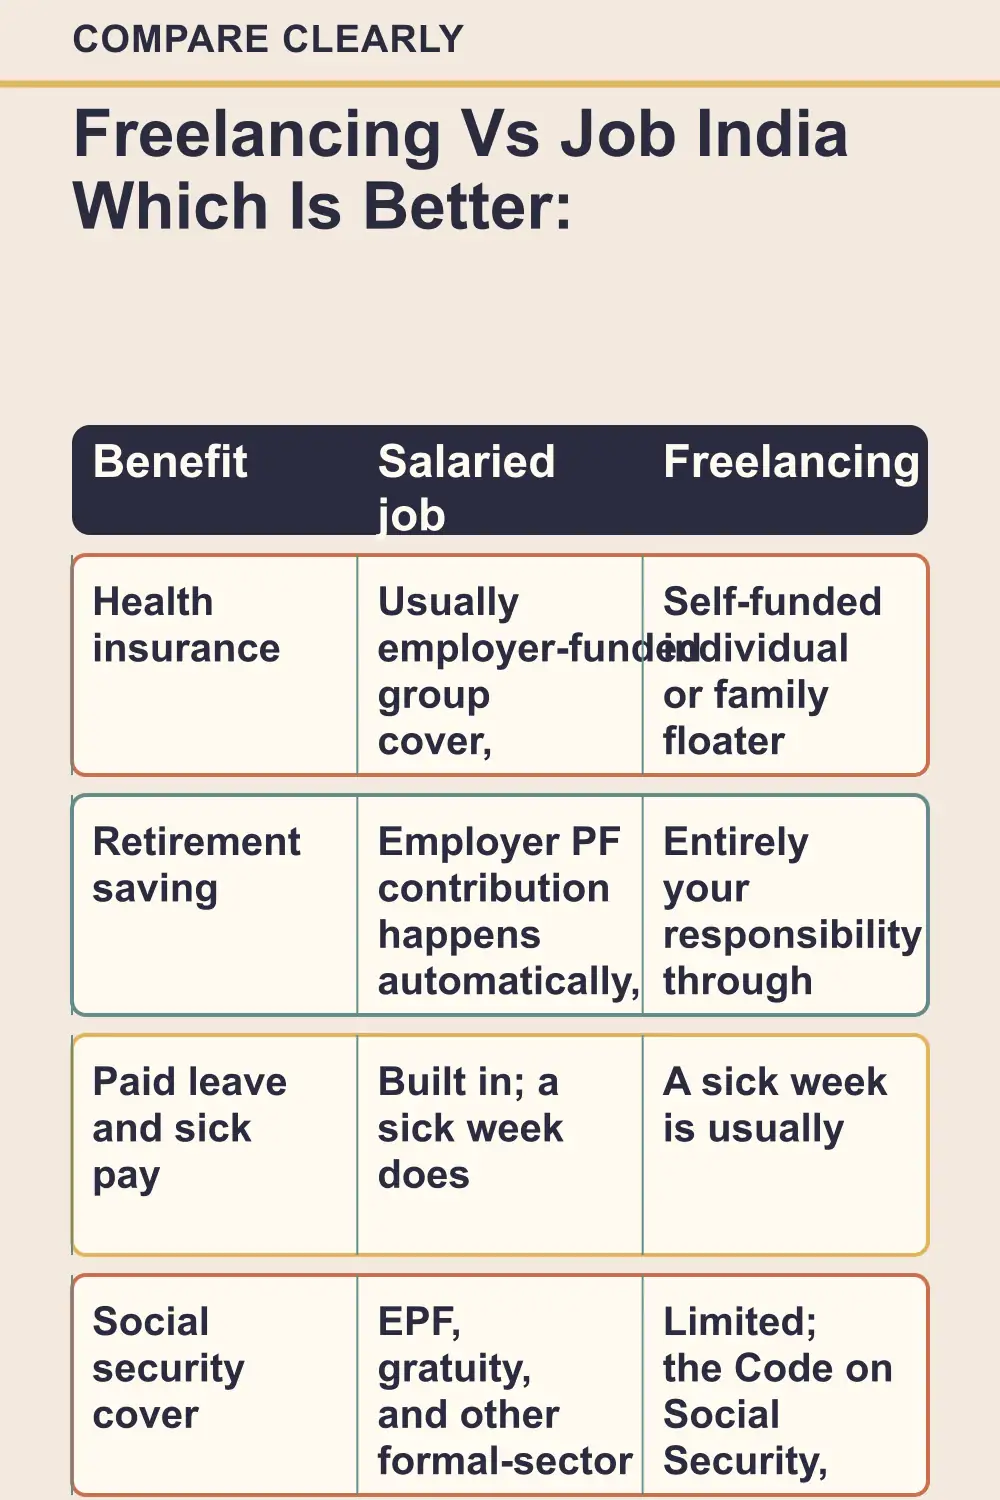 COMPARE CLEARLY
Freelancing Vs Job India
Which Is Better:
Benefit
Salaried
job
Freelancing
Health
insurance
Usually
employer-funded
group
cover,
Self-funded
individual
or family
floater
Retirement
saving
Employer PF
contribution
happens
automatically,
Entirely
your
responsibility
through
Paid leave
and sick
pay
Built in; a
sick week
does
A sick week
is usually
Social
security
cover
EPF,
gratuity,
and other
formal-sector
Limited;
the Code on
Social
Security,